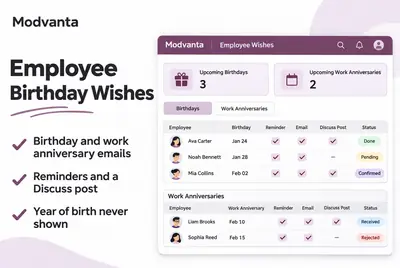 Modvanta
Employee
Birthday Wishes
Birthday and work
anniversary emails
Reminders and a
Discuss post
Year of birth never
shown
Modvanta Employee Wishes
Upcoming Birthdays
3
Upcoming Work Anniversaries
2
Birthdays Work Anniversaries
Employee Birthday Reminder Email Discuss Post Status
Ava Carter Jan 24 Done
Noah Bennett Jan 28 – Pending
Mia Collins Feb 02 Confirmed
Work Anniversaries
Employee Work Anniversary Reminder Email Discuss Post Status
Liam Brooks Feb 10 Received
Sophia Reed Feb 15 – Rejected